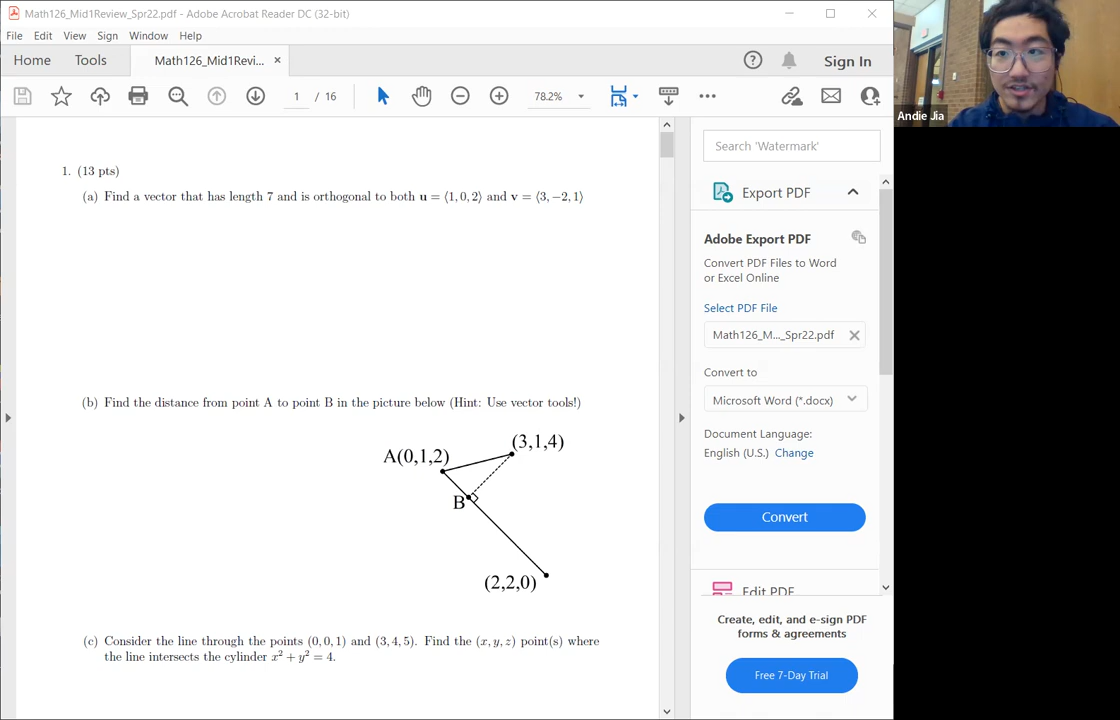 Math126_Mid1Review_Spr22.pdf - Adobe Acrobat Reader DC (32-bit)
File Edit View Sign Window Help
Home Tools Math126_Mid1Revi... × Sign In
1 / 16 78.2%
Andie Jia
1. (13 pts)
(a) Find a vector that has length 7 and is orthogonal to both u = ⟨1, 0, 2⟩ and v = ⟨3, −2, 1⟩
(b) Find the distance from point A to point B in the picture below (Hint: Use vector tools!)
(3,1,4)
A(0,1,2)
B
(2,2,0)
(c) Consider the line through the points (0, 0, 1) and (3, 4, 5). Find the (x, y, z) point(s) where
the line intersects the cylinder x² + y² = 4.
Search 'Watermark'
Export PDF
Adobe Export PDF
Convert PDF Files to Word
or Excel Online
Select PDF File
Math126_M..._Spr22.pdf
Convert to
Microsoft Word (*.docx)
Document Language:
English (U.S.) Change
Convert
Edit PDF
Create, edit, and e-sign PDF
forms & agreements
Free 7-Day Trial